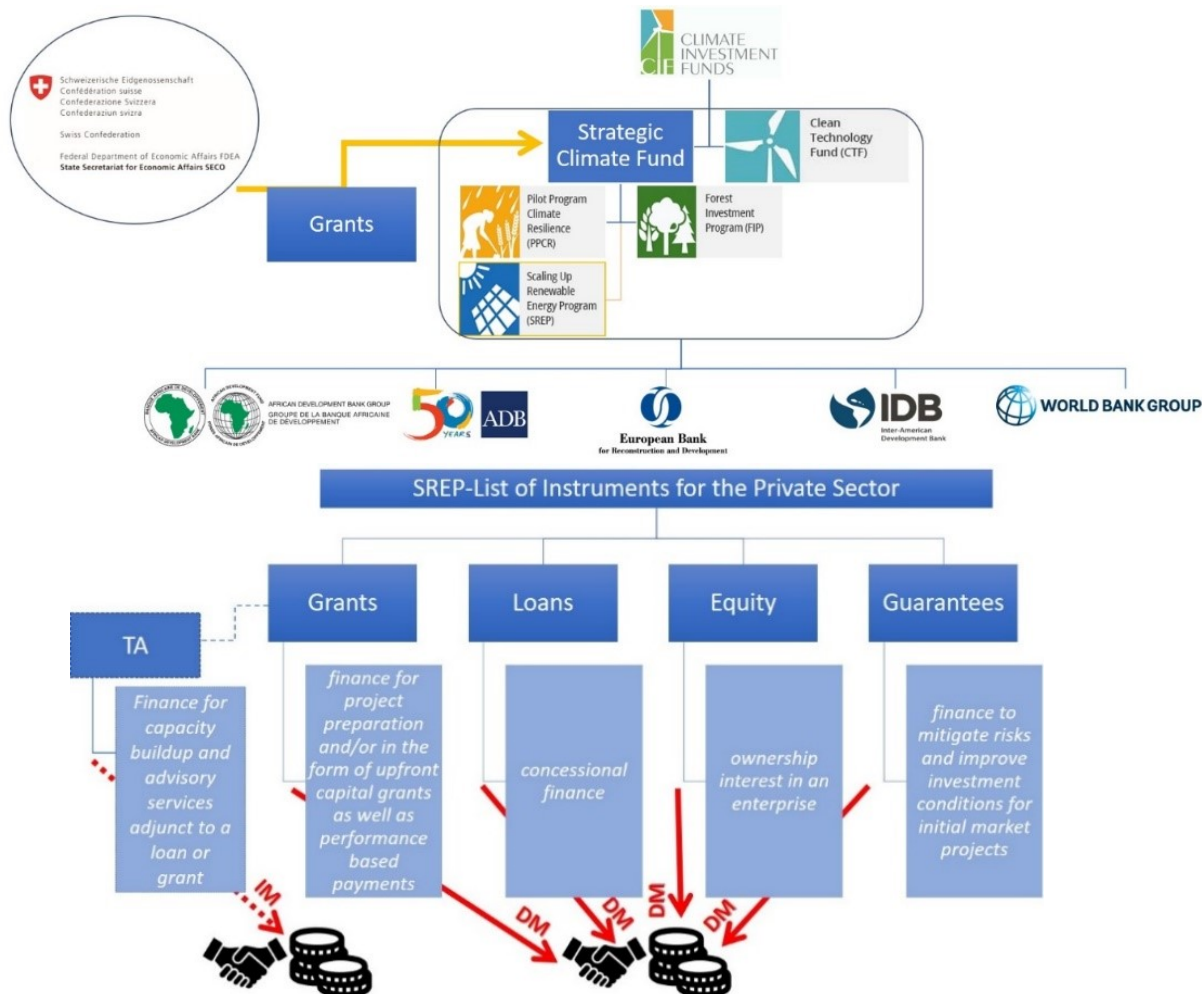 CIF
CLIMATE
INVESTMENT
FUNDS
Schweizerische Eidgenossenschaft
Confédération suisse
Confederazione Svizzera
Confederaziun svizra
Swiss Confederation
Federal Department of Economic Affairs FDEA
State Secretariat for Economic Affairs SECO
Grants
Strategic
Climate Fund
Clean
Technology
Fund (CTF)
Pilot Program
Climate
Resilience
(PPCR)
Forest
Investment
Program (FIP)
Scaling Up
Renewable
Energy Program
(SREP)
AFRICAN DEVELOPMENT BANK GROUP
GROUPE DE LA BANQUE AFRICAINE
DE DÉVELOPPEMENT
50
YEARS
ADB
European Bank
for Reconstruction and Development
IDB
Inter-American
Development Bank
WORLD BANK GROUP
SREP-List of Instruments for the Private Sector
Grants
Loans
Equity
Guarantees
TA
Finance for
capacity
buildup and
advisory
services
adjunct to a
loan or
grant
finance for
project
preparation
and/or in the
form of upfront
capital grants
as well as
performance
based
payments
concessional
finance
ownership
interest in an
enterprise
finance to
mitigate risks
and improve
investment
conditions for
initial market
projects
IM
DM
DM
DM
DM